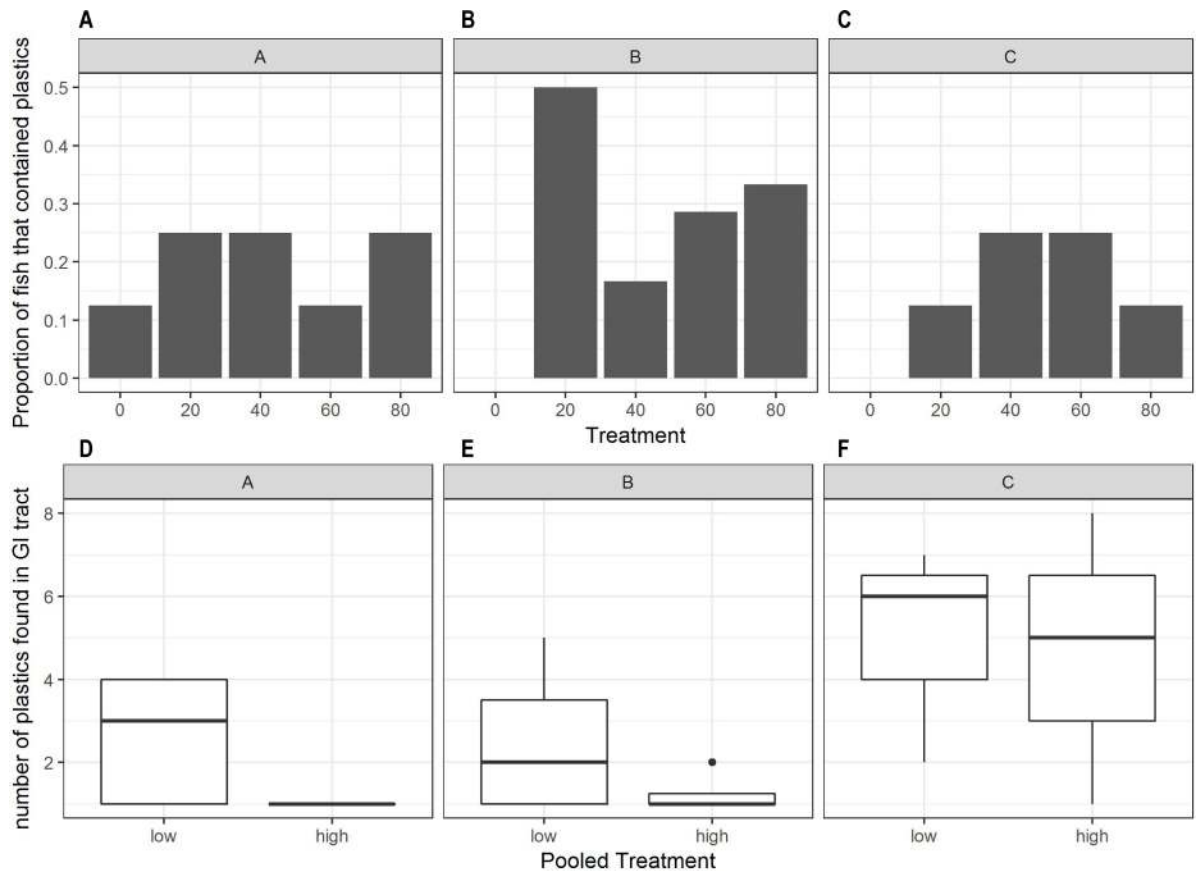 A B C
A B C
Proportion of fish that contained plastics
0.5
0.4
0.3
0.2
0.1
0.0
0 20 40 60 80 0 20 40 60 80 0 20 40 60 80
Treatment
D E F
A B C
number of plastics found in GI tract
8
6
4
2
low high low high low high
Pooled Treatment